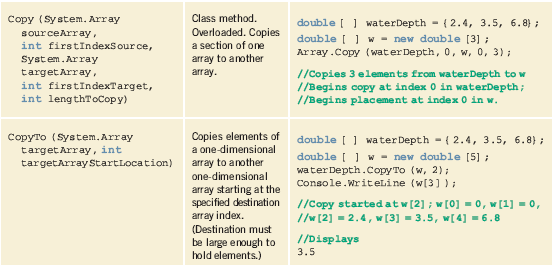 Copy (System.Array
sourceArray,
int firstIndexSource,
System.Array
targetArray,
int firstIndexTarget,
int lengthToCopy)
Class method.
Overloaded. Copies
a section of one
array to another
array.
double [ ] waterDepth = {2.4, 3.5, 6.8};
double [ ] w = new double [3];
Array.Copy (waterDepth, 0, w, 0, 3);
//Copies 3 elements from waterDepth to w
//Begins copy at index 0 in waterDepth;
//Begins placement at index 0 in w.
CopyTo (System.Array
targetArray, int
targetArrayStartLocation)
Copies elements of
a one-dimensional
array to another
one-dimensional
array starting at the
specified destination
array index.
(Destination must
be large enough to
hold elements.)
double [ ] waterDepth = {2.4, 3.5, 6.8};
double [ ] w = new double [5];
waterDepth.CopyTo (w, 2);
Console.WriteLine (w[3] );
//Copy started at w[2]; w[0] = 0, w[1] = 0,
//w[2] = 2.4, w[3] = 3.5, w[4] = 6.8
//Displays
3.5